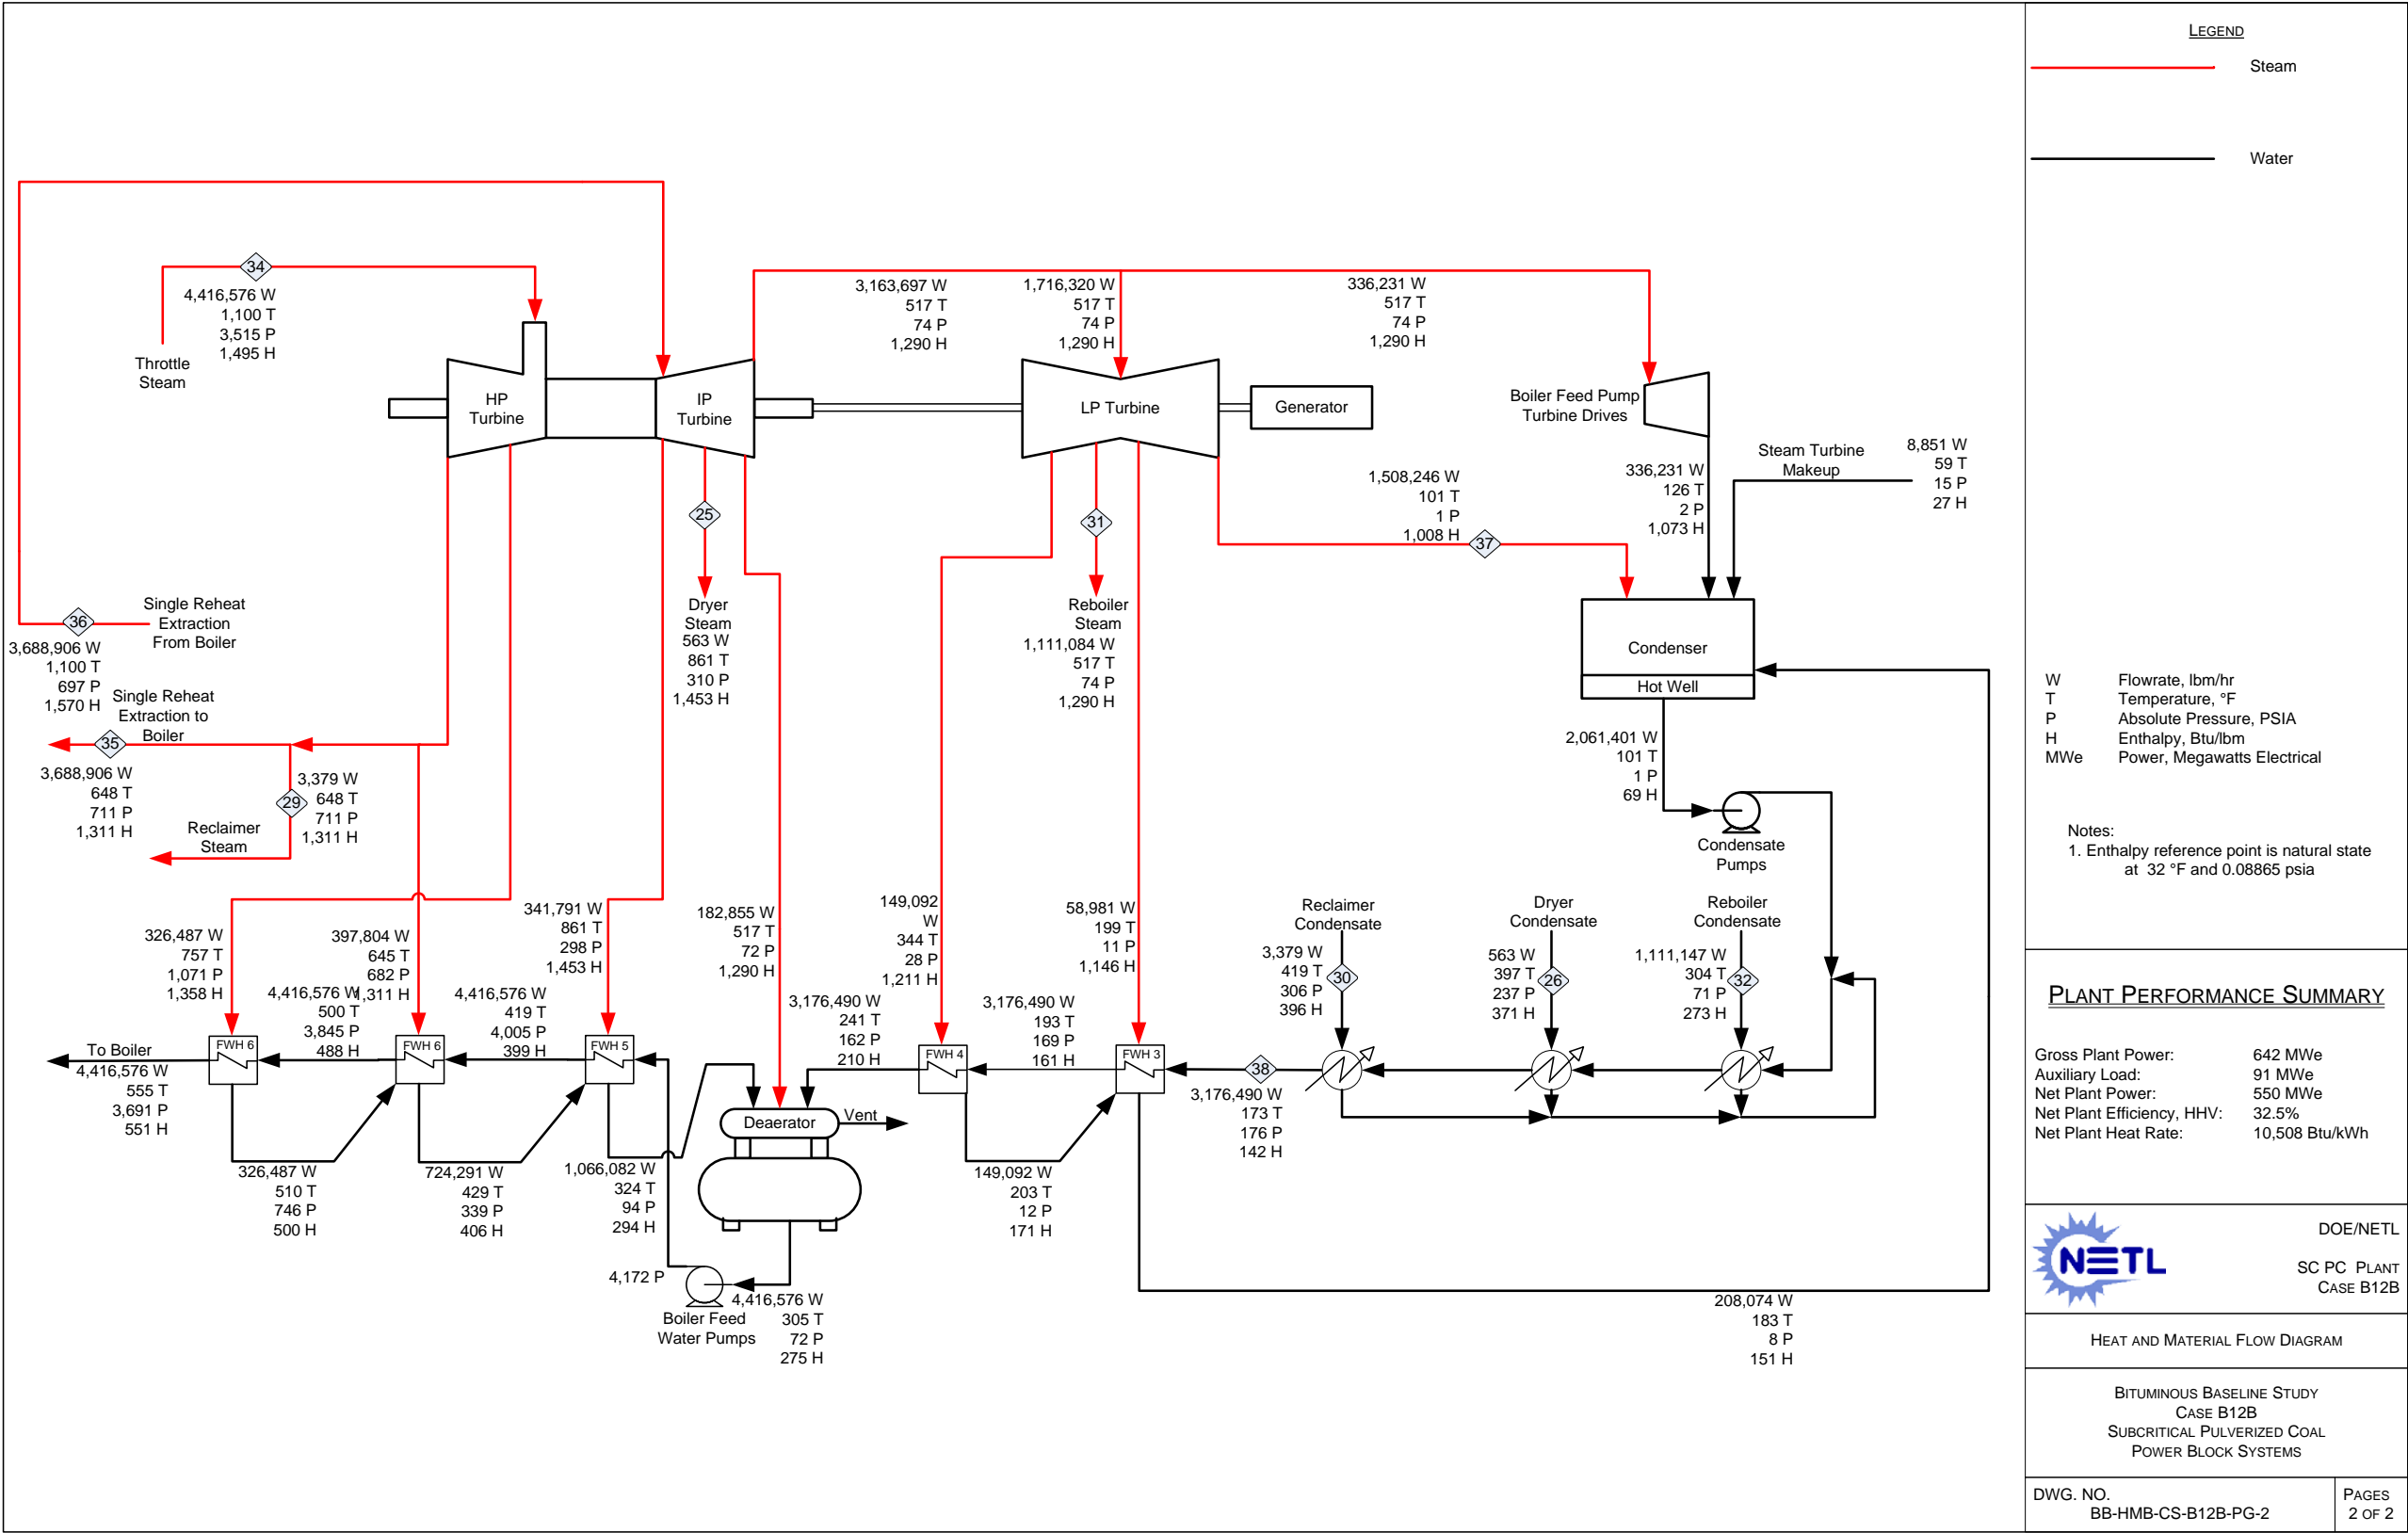 LEGEND
Steam
Water
34
4,416,576 W
1,100 T
3,515 P
1,495 H
Throttle
Steam
3,163,697 W
517 T
74 P
1,290 H
1,716,320 W
517 T
74 P
1,290 H
336,231 W
517 T
74 P
1,290 H
HP
Turbine
IP
Turbine
LP Turbine
Generator
Boiler Feed Pump
Turbine Drives
Steam Turbine
Makeup
8,851 W
59 T
15 P
27 H
336,231 W
126 T
2 P
1,073 H
1,508,246 W
101 T
1 P
1,008 H
37
25
Dryer
Steam
563 W
861 T
310 P
1,453 H
31
Reboiler
Steam
1,111,084 W
517 T
74 P
1,290 H
36
Single Reheat
Extraction
From Boiler
3,688,906 W
1,100 T
697 P
1,570 H
Single Reheat
Extraction to
Boiler
35
3,688,906 W
648 T
711 P
1,311 H
29
3,379 W
648 T
711 P
1,311 H
Reclaimer
Steam
Condenser
Hot Well
2,061,401 W
101 T
1 P
69 H
Condensate
Pumps
W Flowrate, lbm/hr
T Temperature, °F
P Absolute Pressure, PSIA
H Enthalpy, Btu/lbm
MWe Power, Megawatts Electrical
Notes:
1. Enthalpy reference point is natural state
at 32 °F and 0.08865 psia
326,487 W
757 T
1,071 P
1,358 H
397,804 W
645 T
682 P
1,311 H
341,791 W
861 T
298 P
1,453 H
182,855 W
517 T
72 P
1,290 H
149,092
W
344 T
28 P
1,211 H
58,981 W
199 T
11 P
1,146 H
Reclaimer
Condensate
3,379 W
419 T
306 P
396 H
30
Dryer
Condensate
563 W
397 T
237 P
371 H
26
Reboiler
Condensate
1,111,147 W
304 T
71 P
273 H
32
4,416,576 W
500 T
3,845 P
488 H
4,416,576 W
419 T
4,005 P
399 H
3,176,490 W
241 T
162 P
210 H
3,176,490 W
193 T
169 P
161 H
FWH 6
FWH 6
FWH 5
FWH 4
FWH 3
To Boiler
4,416,576 W
555 T
3,691 P
551 H
38
3,176,490 W
173 T
176 P
142 H
Deaerator
Vent
326,487 W
510 T
746 P
500 H
724,291 W
429 T
339 P
406 H
1,066,082 W
324 T
94 P
294 H
149,092 W
203 T
12 P
171 H
4,172 P
Boiler Feed
Water Pumps
4,416,576 W
305 T
72 P
275 H
208,074 W
183 T
8 P
151 H
PLANT PERFORMANCE SUMMARY
Gross Plant Power: 642 MWe
Auxiliary Load: 91 MWe
Net Plant Power: 550 MWe
Net Plant Efficiency, HHV: 32.5%
Net Plant Heat Rate: 10,508 Btu/kWh
NETL
DOE/NETL
SC PC PLANT
CASE B12B
HEAT AND MATERIAL FLOW DIAGRAM
BITUMINOUS BASELINE STUDY
CASE B12B
SUBCRITICAL PULVERIZED COAL
POWER BLOCK SYSTEMS
DWG. NO.
BB-HMB-CS-B12B-PG-2
PAGES
2 OF 2